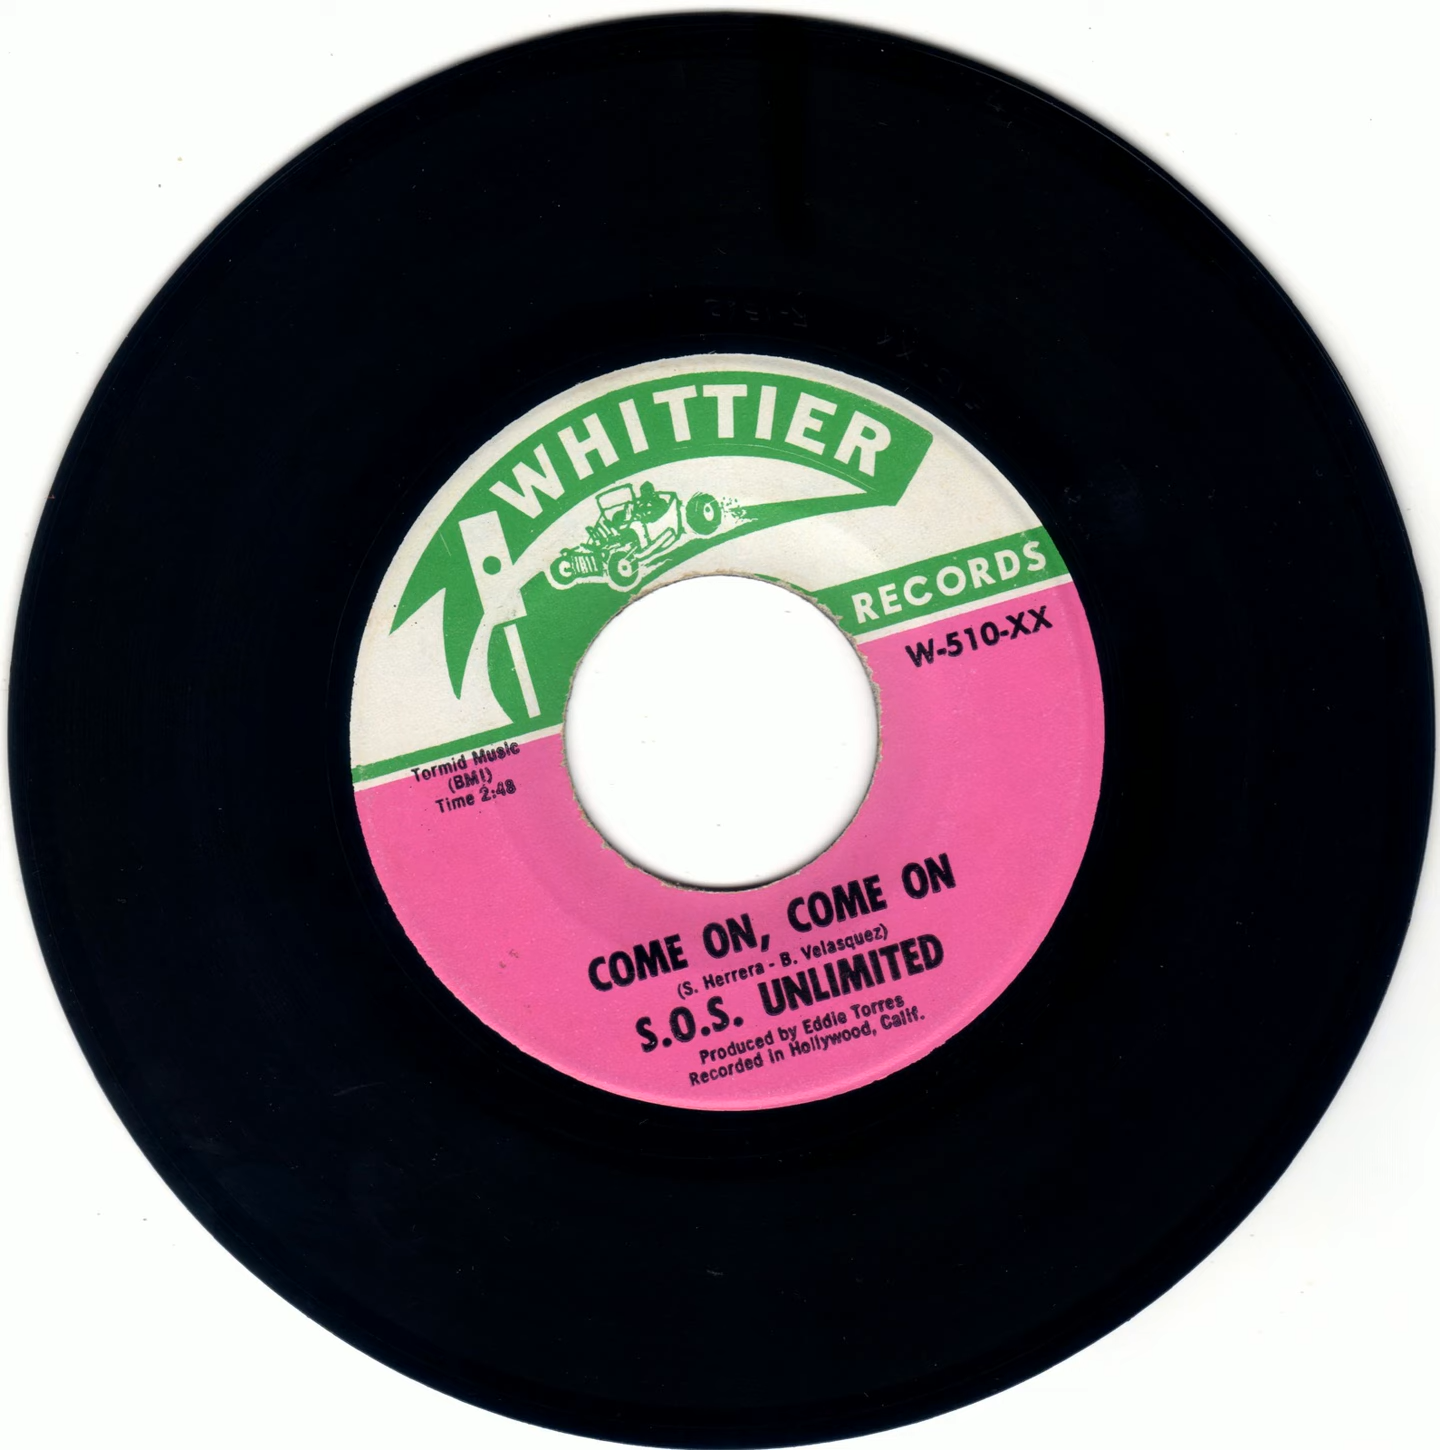 WHITTIER
RECORDS
W-510-XX
Tormid Music
(BMI)
Time 2:48
COME ON, COME ON
(S. Herrera - B. Velasquez)
S.O.S. UNLIMITED
Produced by Eddie Torres
Recorded in Hollywood, Calif.